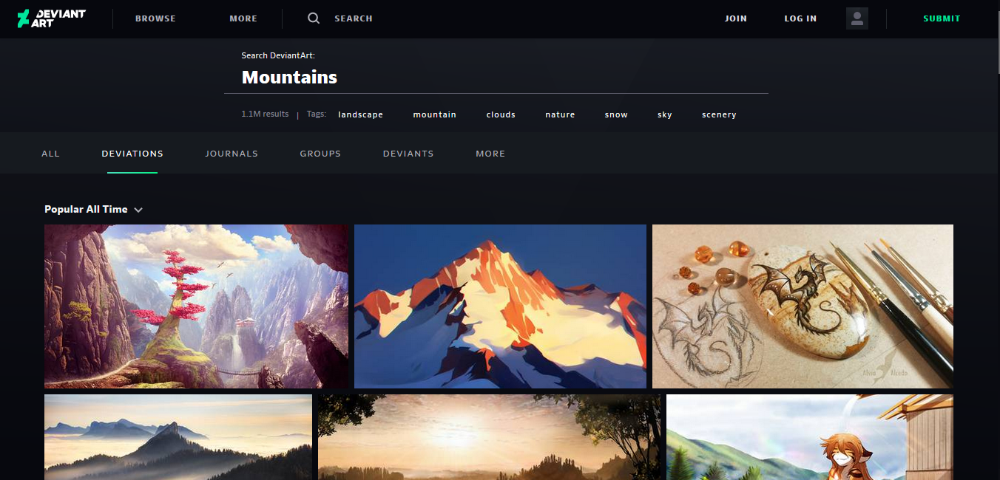 DEVIANT ART BROWSE MORE SEARCH JOIN LOG IN SUBMIT
Search DeviantArt:
Mountains
1.1M results | Tags: landscape mountain clouds nature snow sky scenery
ALL DEVIATIONS JOURNALS GROUPS DEVIANTS MORE
Popular All Time
Alvia Alcedo